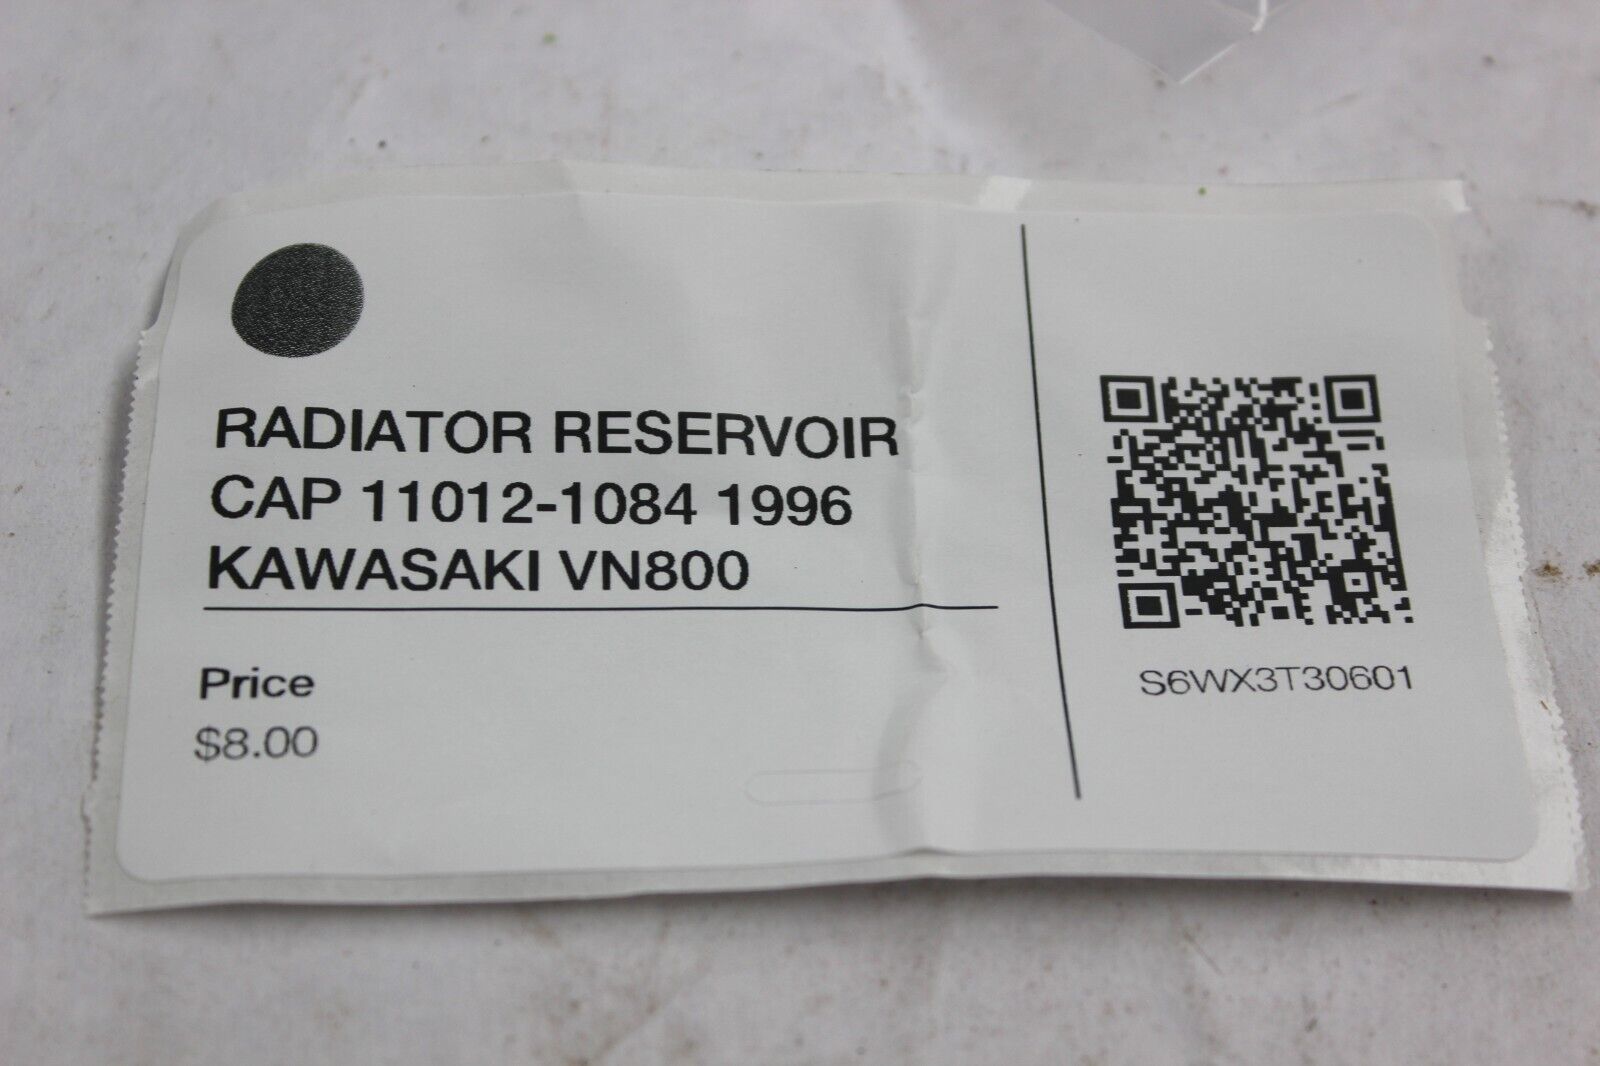 RADIATOR RESERVOIR
CAP 11012-1084 1996
KAWASAKI VN800
Price
$8.00
S6WX3T30601